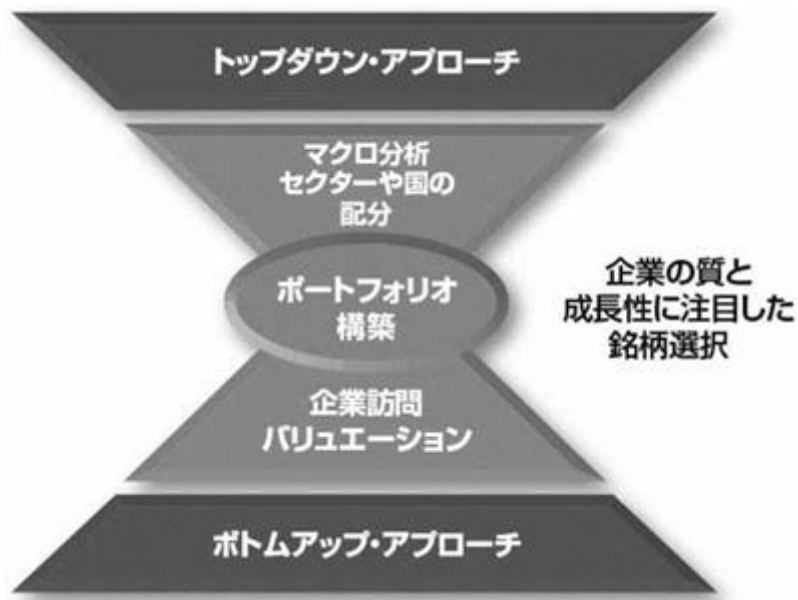 トップダウン・アプローチ
マクロ分析
セクターや国の
配分
ポートフォリオ
構築
企業の質と
成長性に注目した
銘柄選択
企業訪問
バリュエーション
ボトムアップ・アプローチ